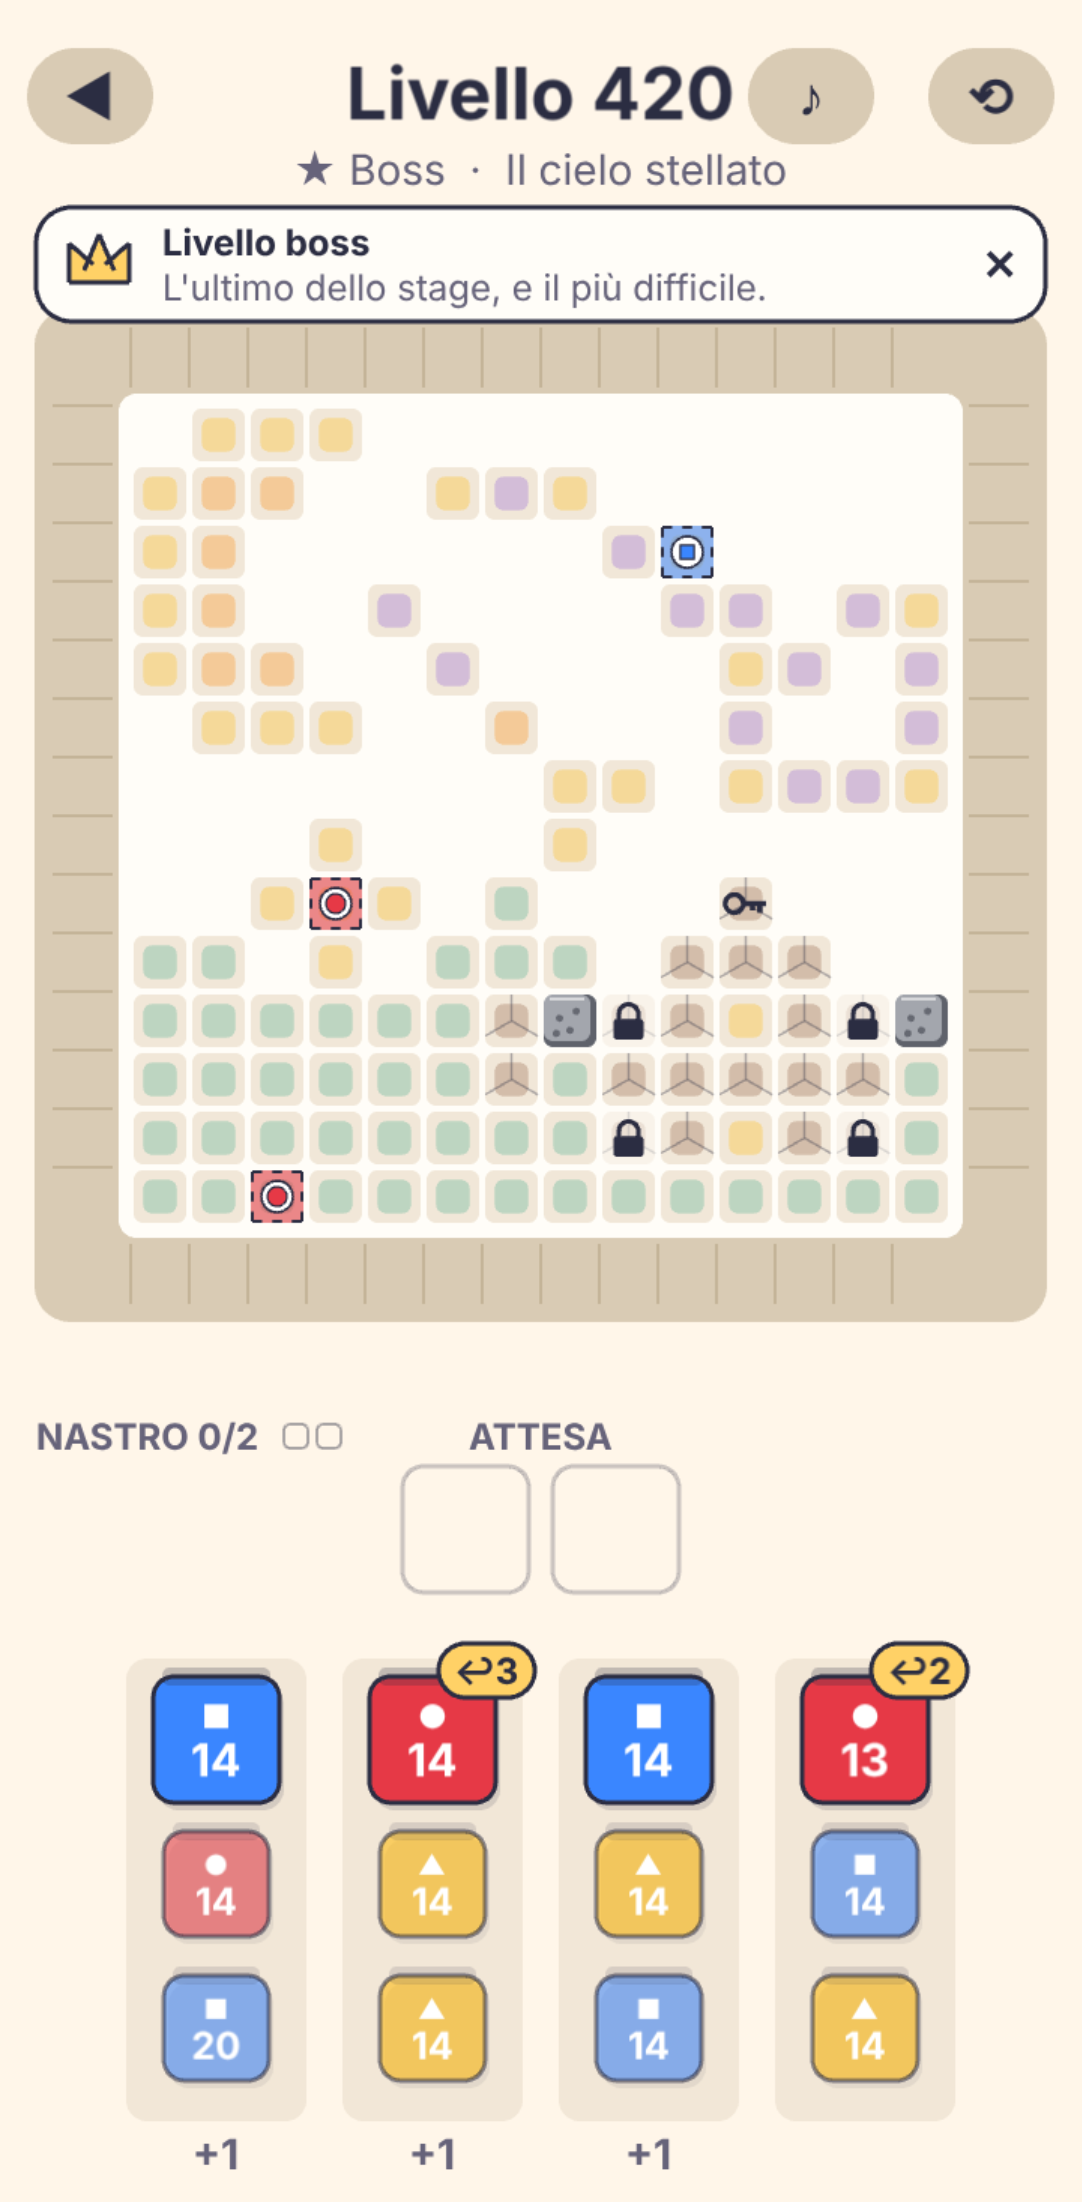 Livello 420
★ Boss · Il cielo stellato
Livello boss
L'ultimo dello stage, e il più difficile.
NASTRO 0/2
ATTESA
3
2
14
14
14
13
14
14
14
14
20
14
14
14
+1
+1
+1